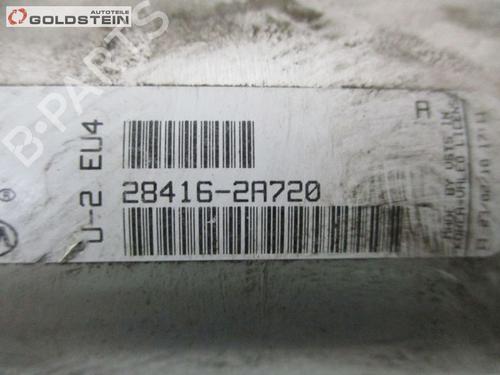 AUTOTEILE
GOLDSTEIN
B-PARTS
U-2 EU4
®
28416-2A720
A